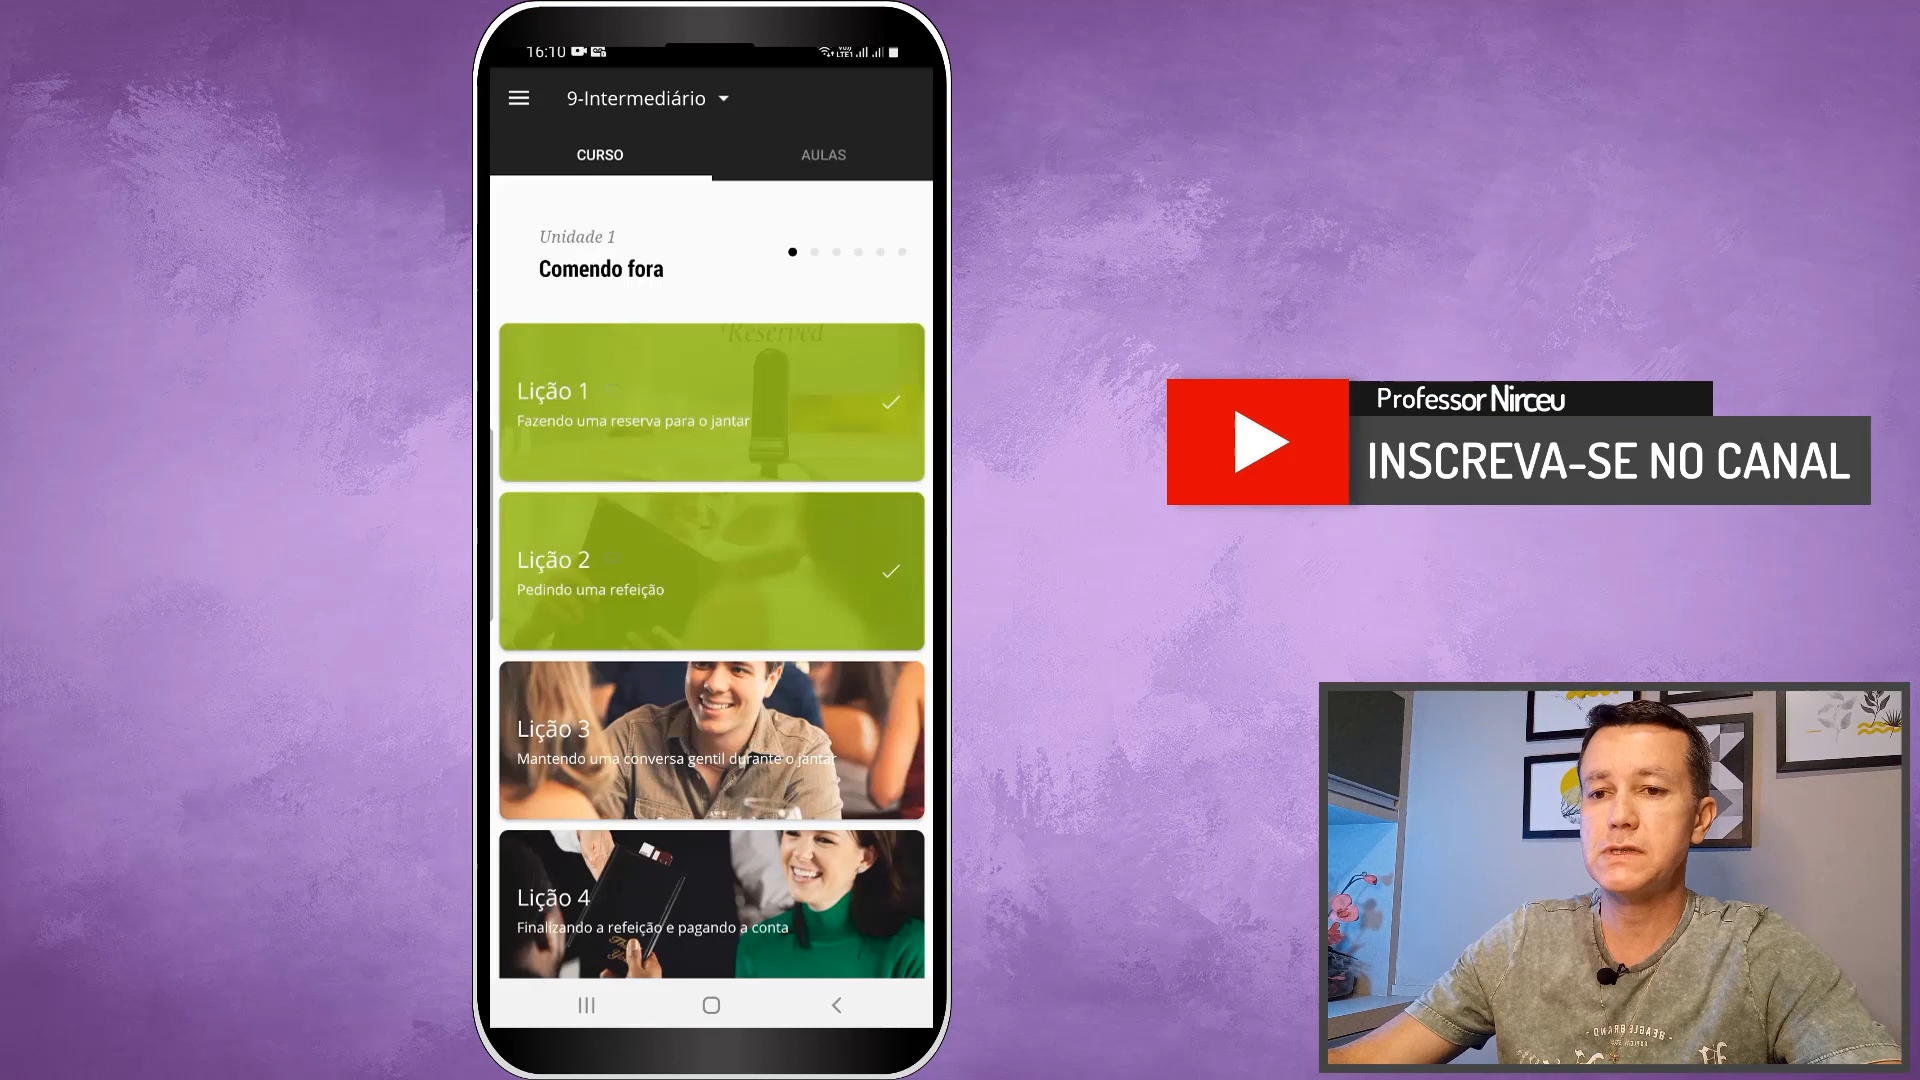 16:10
9-Intermediário
CURSO
AULAS
Unidade 1
Comendo fora
Reserved
Lição 1
Fazendo uma reserva para o jantar
Lição 2
Pedindo uma refeição
Lição 3
Mantendo uma conversa gentil durante o jantar
Lição 4
Finalizando a refeição e pagando a conta
Professor Nirceu
INSCREVA-SE NO CANAL
- BEAGLE BRAND -